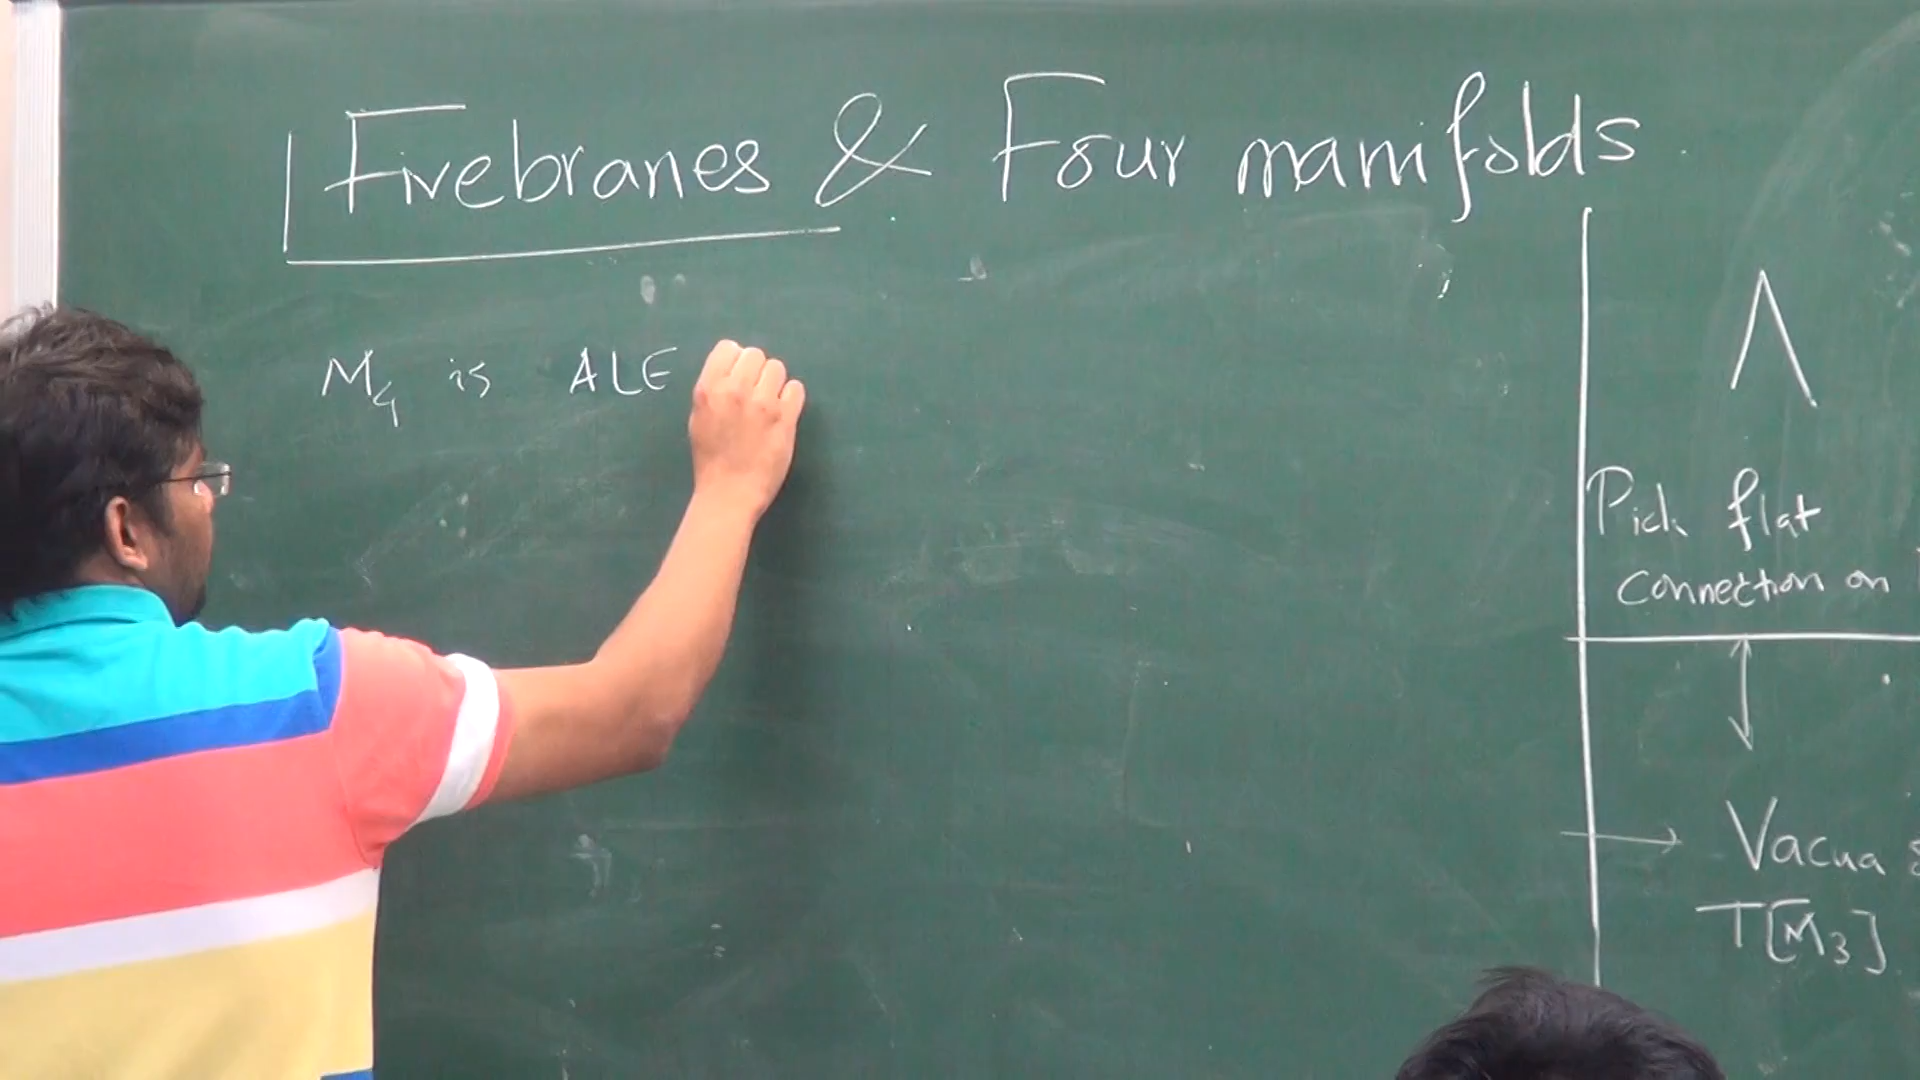 Fivebranes & Four manifolds
M₄ is ALE
Λ
Pick flat
connection on
Vacua
T[M₃]